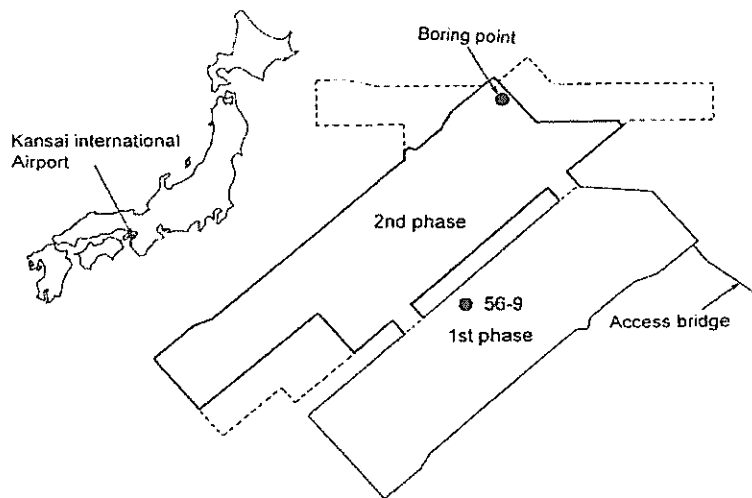 Boring point
Kansai international
Airport
2nd phase
56-9
1st phase
Access bridge